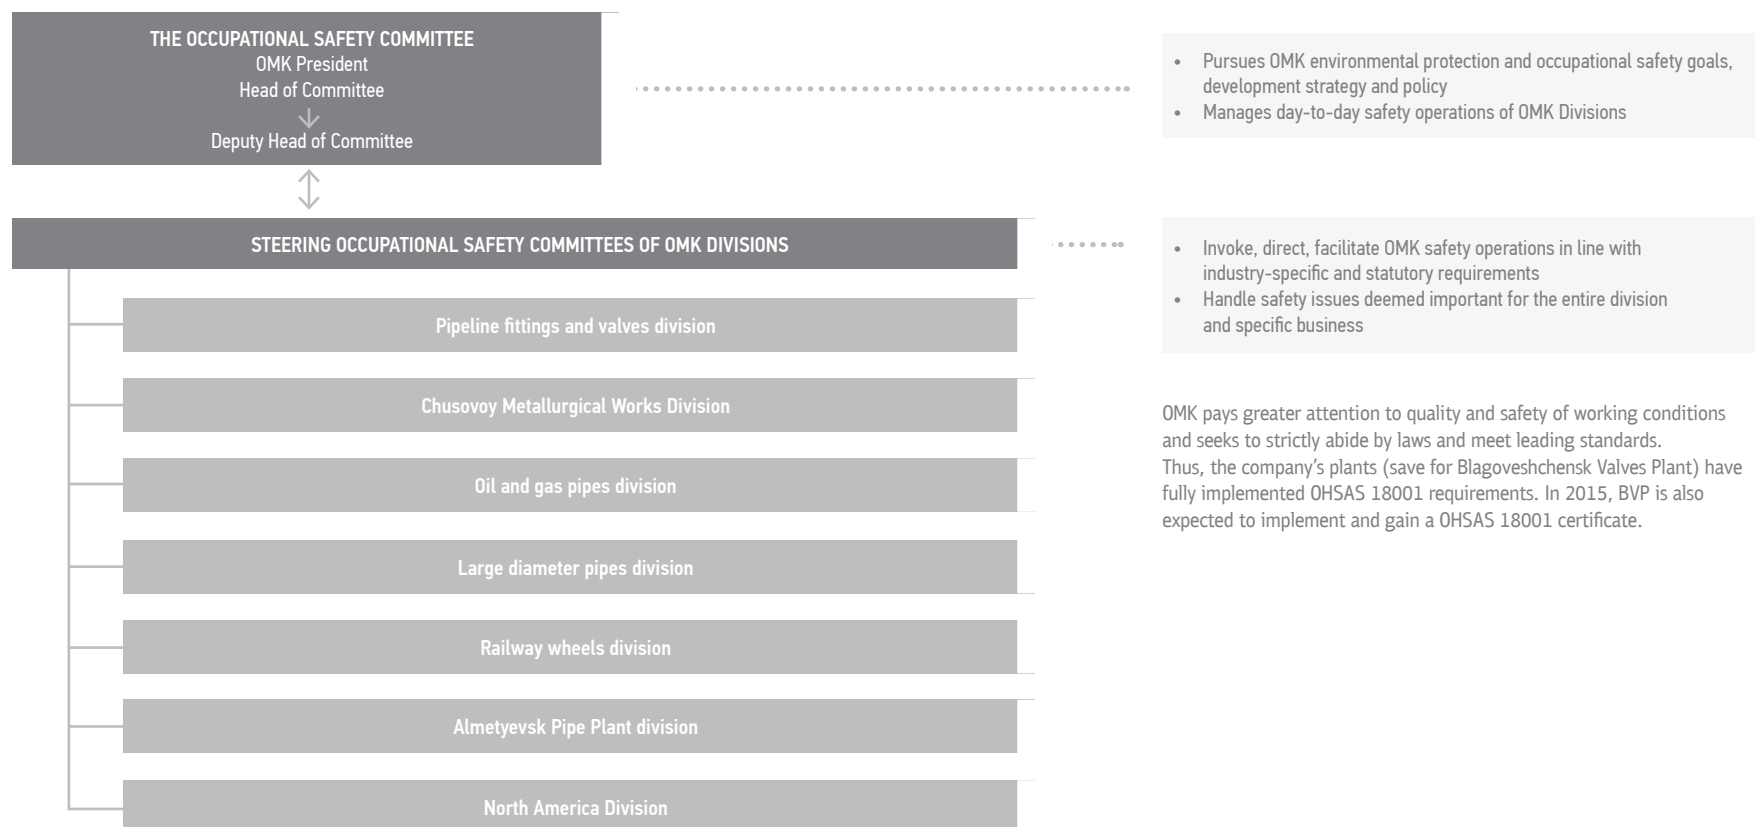 THE OCCUPATIONAL SAFETY COMMITTEE
OMK President
Head of Committee
Deputy Head of Committee
• Pursues OMK environmental protection and occupational safety goals,
development strategy and policy
• Manages day-to-day safety operations of OMK Divisions
STEERING OCCUPATIONAL SAFETY COMMITTEES OF OMK DIVISIONS
• Invoke, direct, facilitate OMK safety operations in line with
industry-specific and statutory requirements
• Handle safety issues deemed important for the entire division
and specific business
Pipeline fittings and valves division
Chusovoy Metallurgical Works Division
Oil and gas pipes division
Large diameter pipes division
Railway wheels division
Almetyevsk Pipe Plant division
North America Division
OMK pays greater attention to quality and safety of working conditions
and seeks to strictly abide by laws and meet leading standards.
Thus, the company’s plants (save for Blagoveshchensk Valves Plant) have
fully implemented OHSAS 18001 requirements. In 2015, BVP is also
expected to implement and gain a OHSAS 18001 certificate.